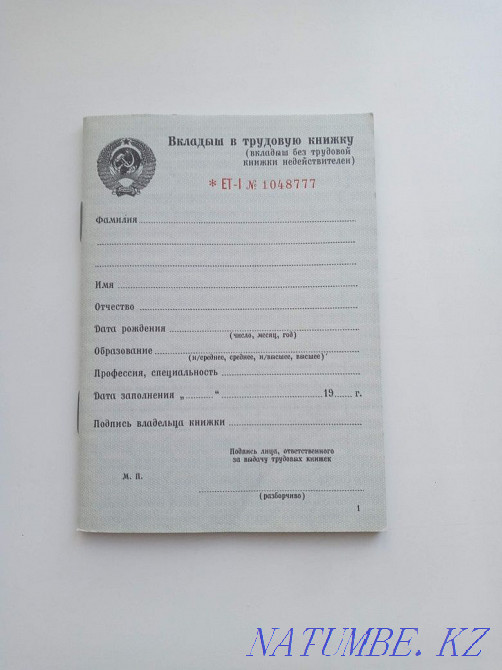 Вкладыш в трудовую книжку
(вкладыш без трудовой
книжки недействителен)
* ЕТ-I № 1048777
Фамилия
Имя
Отчество
Дата рождения
(число, месяц, год)
Образование
(н/среднее, среднее, н/высшее, высшее)
Профессия, специальность
Дата заполнения „ “ 19 г.
Подпись владельца книжки
Подпись лица, ответственного
за выдачу трудовых книжек
М. П.
(разборчиво)
1
NATUMBE.KZ